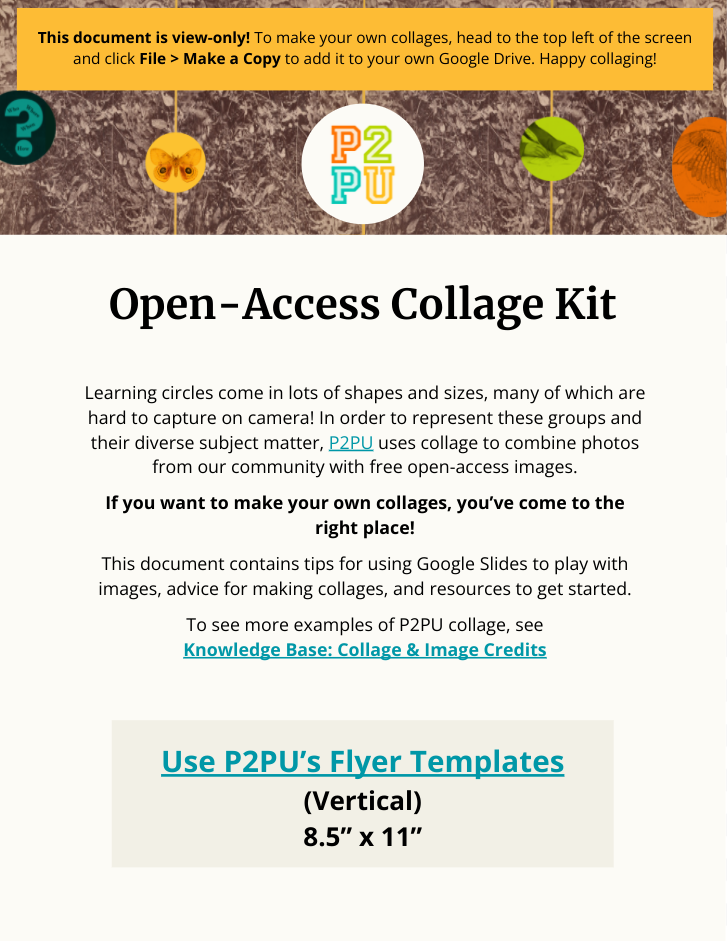 This document is view-only! To make your own collages, head to the top left of the screen
and click File > Make a Copy to add it to your own Google Drive. Happy collaging!
?
How
P2
PU
Open-Access Collage Kit
Learning circles come in lots of shapes and sizes, many of which are
hard to capture on camera! In order to represent these groups and
their diverse subject matter, P2PU uses collage to combine photos
from our community with free open-access images.
If you want to make your own collages, you’ve come to the
right place!
This document contains tips for using Google Slides to play with
images, advice for making collages, and resources to get started.
To see more examples of P2PU collage, see
Knowledge Base: Collage & Image Credits
Use P2PU’s Flyer Templates
(Vertical)
8.5” x 11”